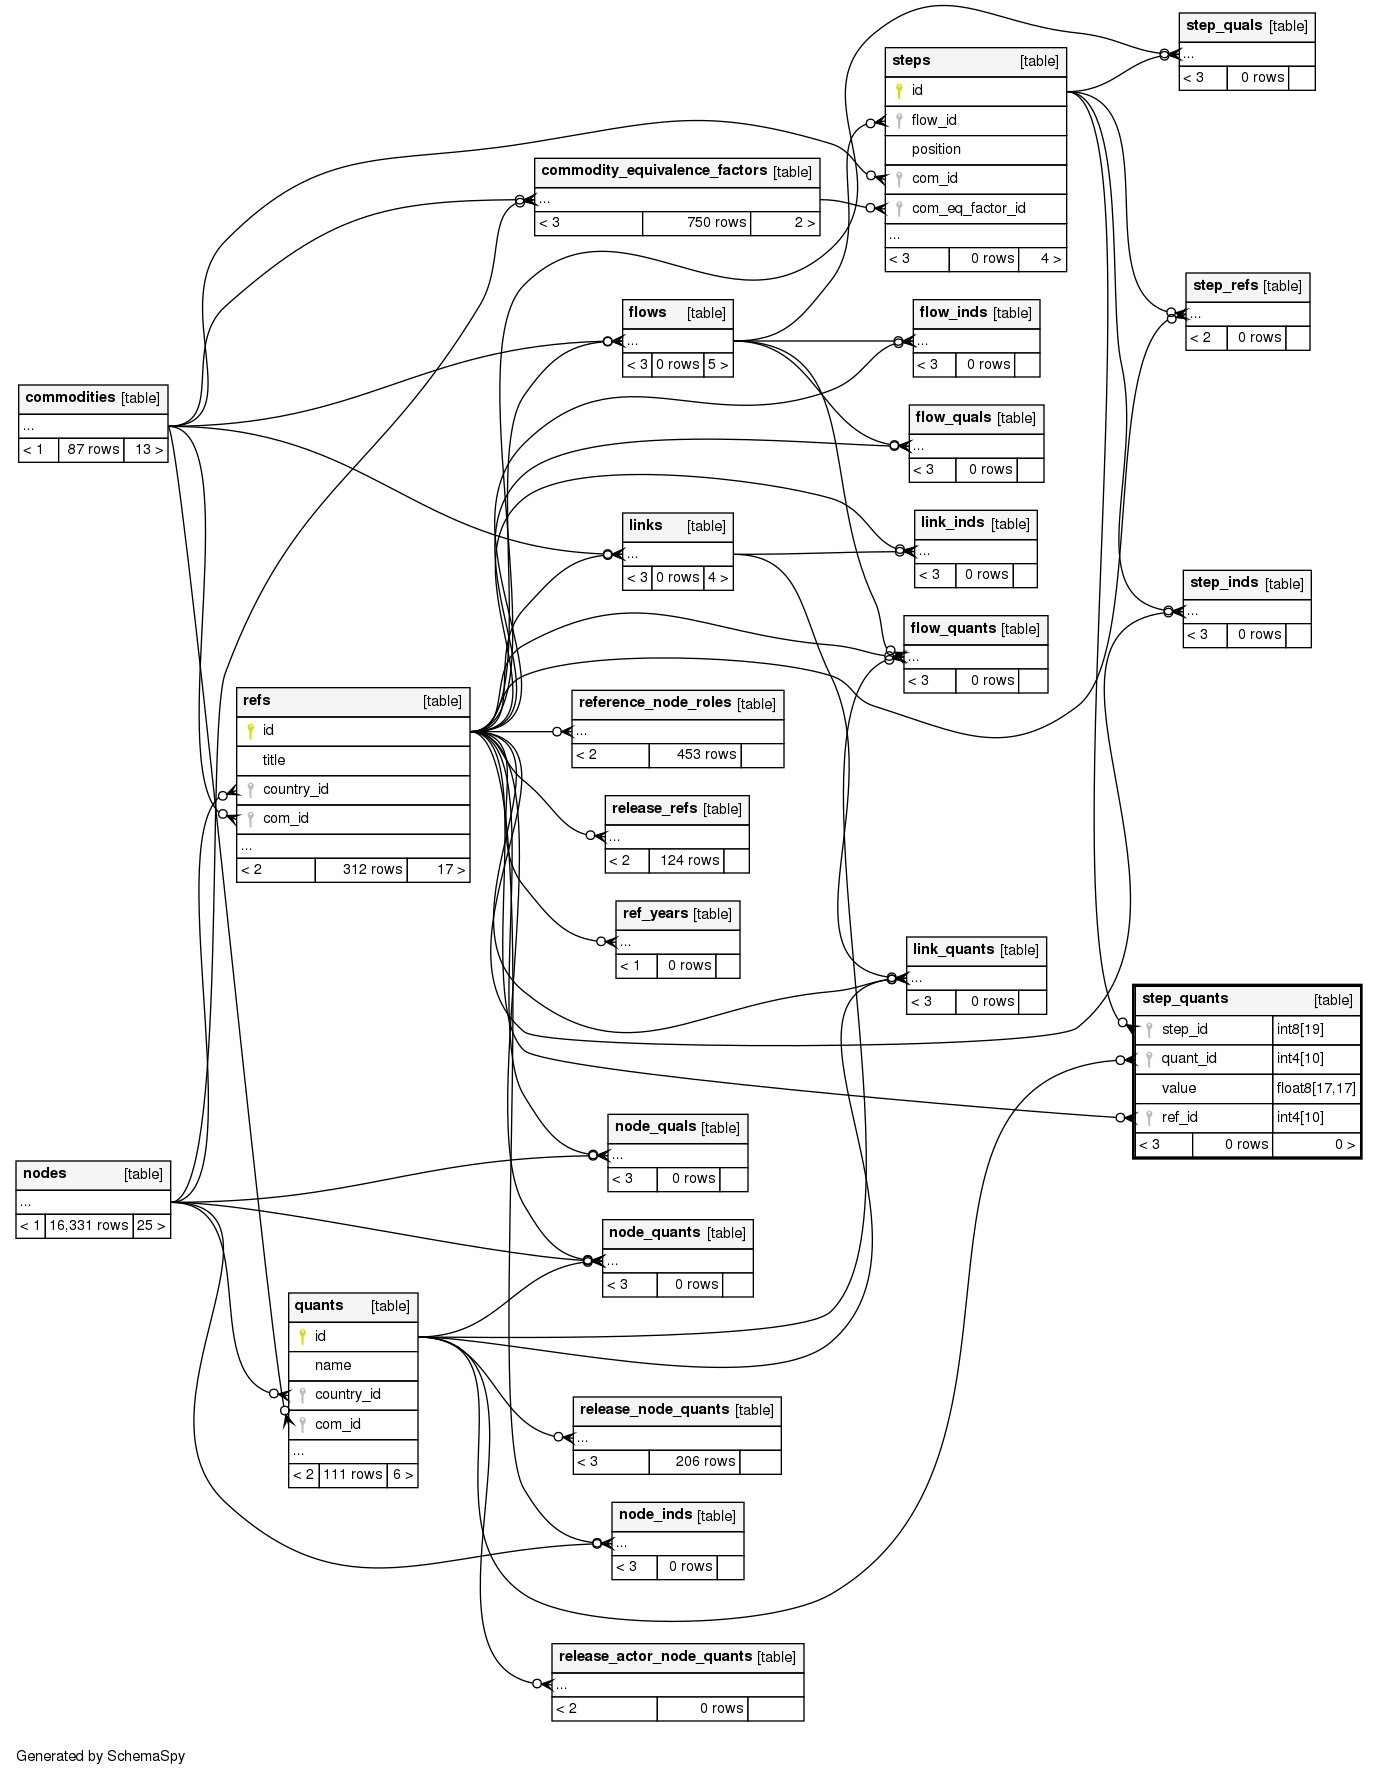 step_quals [table]
...
< 3 0 rows
steps [table]
id
flow_id
position
com_id
com_eq_factor_id
...
< 3 0 rows 4 >
commodity_equivalence_factors [table]
...
< 3 750 rows 2 >
step_refs [table]
...
< 2 0 rows
flows [table]
...
< 3 0 rows 5 >
flow_inds [table]
...
< 3 0 rows
commodities [table]
...
< 1 87 rows 13 >
flow_quals [table]
...
< 3 0 rows
links [table]
...
< 3 0 rows 4 >
link_inds [table]
...
< 3 0 rows
step_inds [table]
...
< 3 0 rows
flow_quants [table]
...
< 3 0 rows
refs [table]
id
title
country_id
com_id
...
< 2 312 rows 17 >
reference_node_roles [table]
...
< 2 453 rows
release_refs [table]
...
< 2 124 rows
ref_years [table]
...
< 1 0 rows
link_quants [table]
...
< 3 0 rows
step_quants [table]
step_id int8[19]
quant_id int4[10]
value float8[17,17]
ref_id int4[10]
< 3 0 rows 0 >
node_quals [table]
...
< 3 0 rows
nodes [table]
...
< 1 16,331 rows 25 >
node_quants [table]
...
< 3 0 rows
quants [table]
id
name
country_id
com_id
...
< 2 111 rows 6 >
release_node_quants [table]
...
< 3 206 rows
node_inds [table]
...
< 3 0 rows
release_actor_node_quants [table]
...
< 2 0 rows
Generated by SchemaSpy